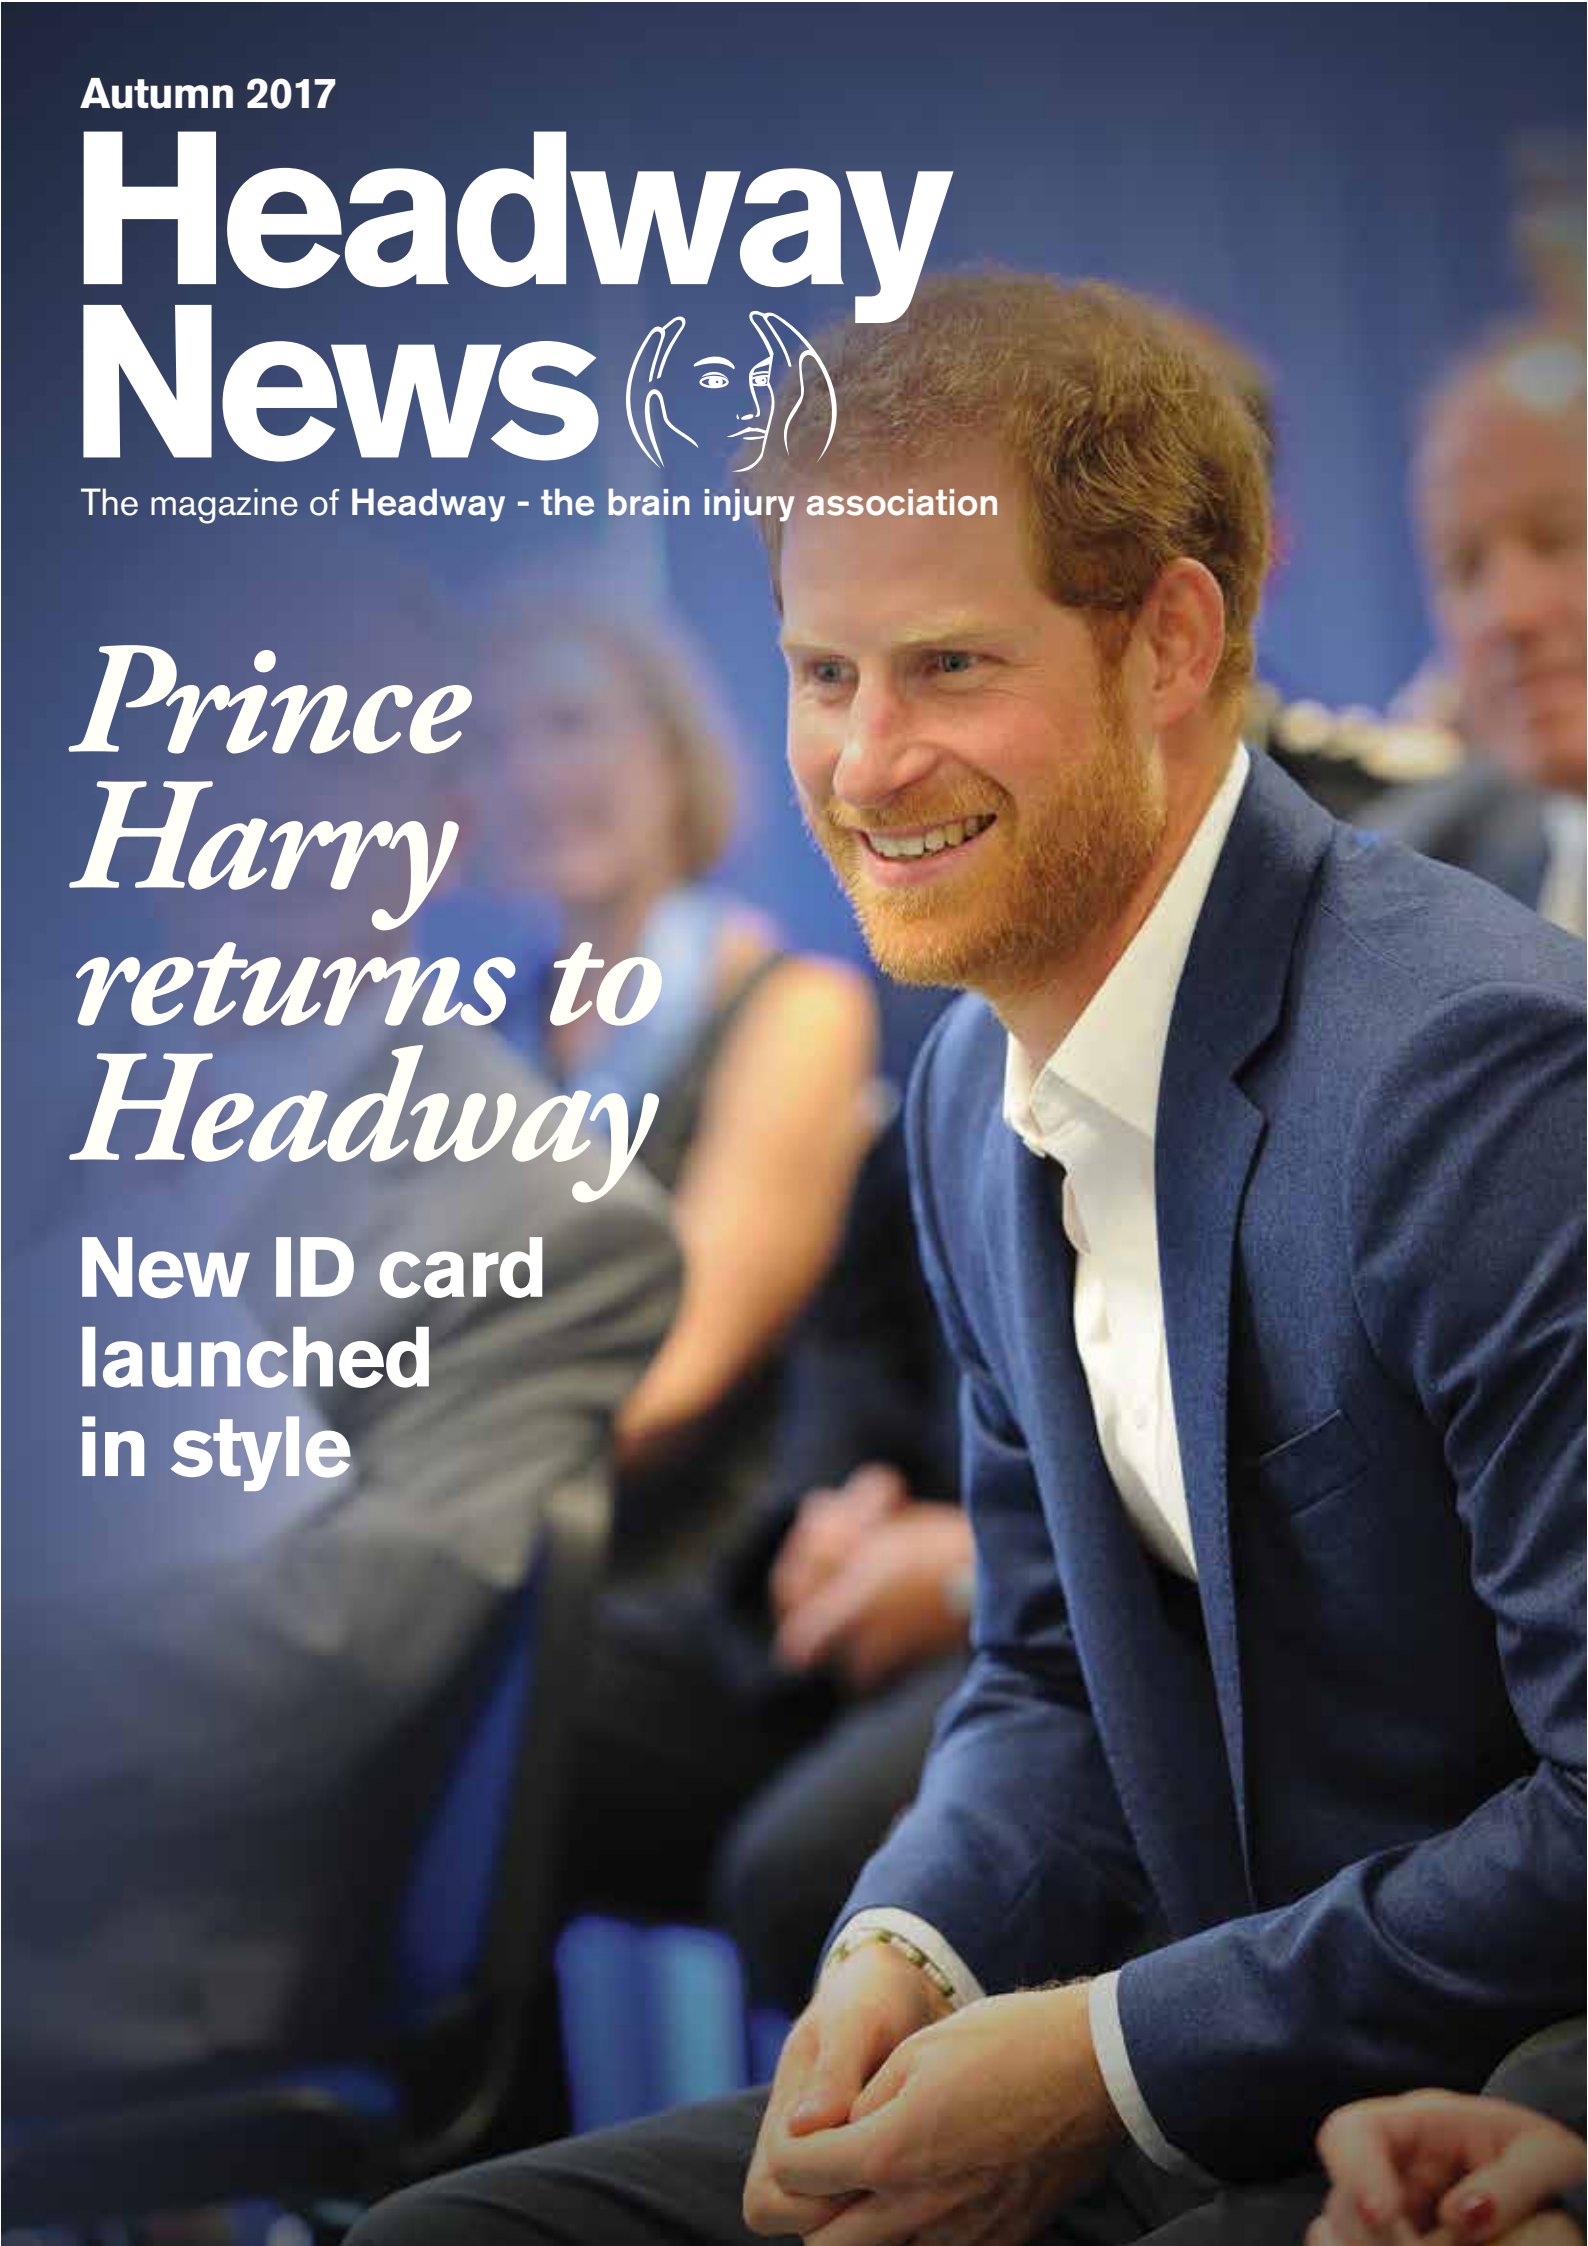 Autumn 2017
Headway
News
The magazine of Headway - the brain injury association
Prince
Harry
returns to
Headway
New ID card
launched
in style